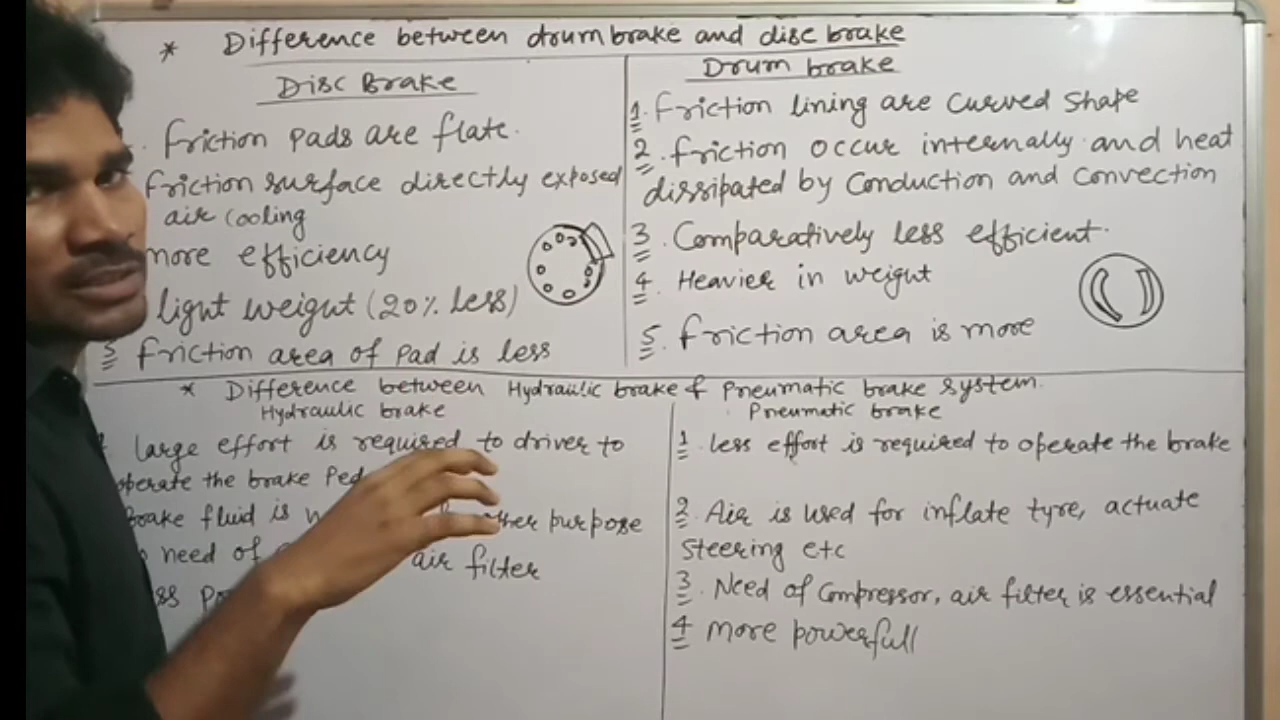 * Difference between drum brake and disc brake
Disc Brake
. Friction pads are flate.
friction surface directly exposed
air cooling
more efficiency
light weight (20% less)
5 friction area of pad is less
Drum brake
1. Friction lining are curved shape
2. friction occur internally and heat
dissipated by conduction and convection
3. Comparatively less efficient.
4. Heavier in weight
5. friction area is more
* Difference between Hydraulic brake & Pneumatic brake system.
Hydraulic brake
large effort is required to driver to
operate the brake
Brake fluid is purpose
need of air filter
Pneumatic brake
1. less effort is required to operate the brake
2. Air is used for inflate tyre, actuate
steering etc
3. Need of compressor, air filter is essential
4 more powerfull